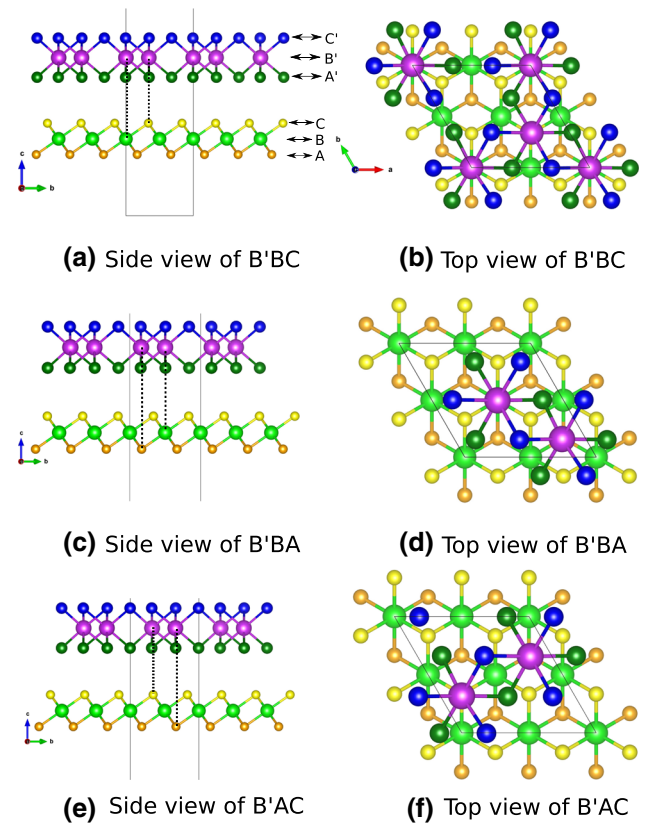 C'
B'
A'
C
B
A
c
b
b
a
(a) Side view of B'BC
(b) Top view of B'BC
c
b
(c) Side view of B'BA
(d) Top view of B'BA
c
b
(e) Side view of B'AC
(f) Top view of B'AC